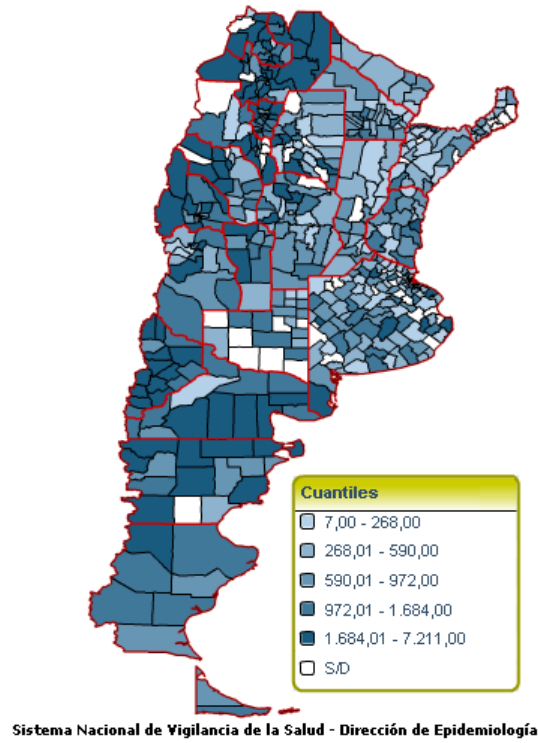 Cuantiles
7,00 - 268,00
268,01 - 590,00
590,01 - 972,00
972,01 - 1.684,00
1.684,01 - 7.211,00
S/D
Sistema Nacional de Vigilancia de la Salud - Dirección de Epidemiología